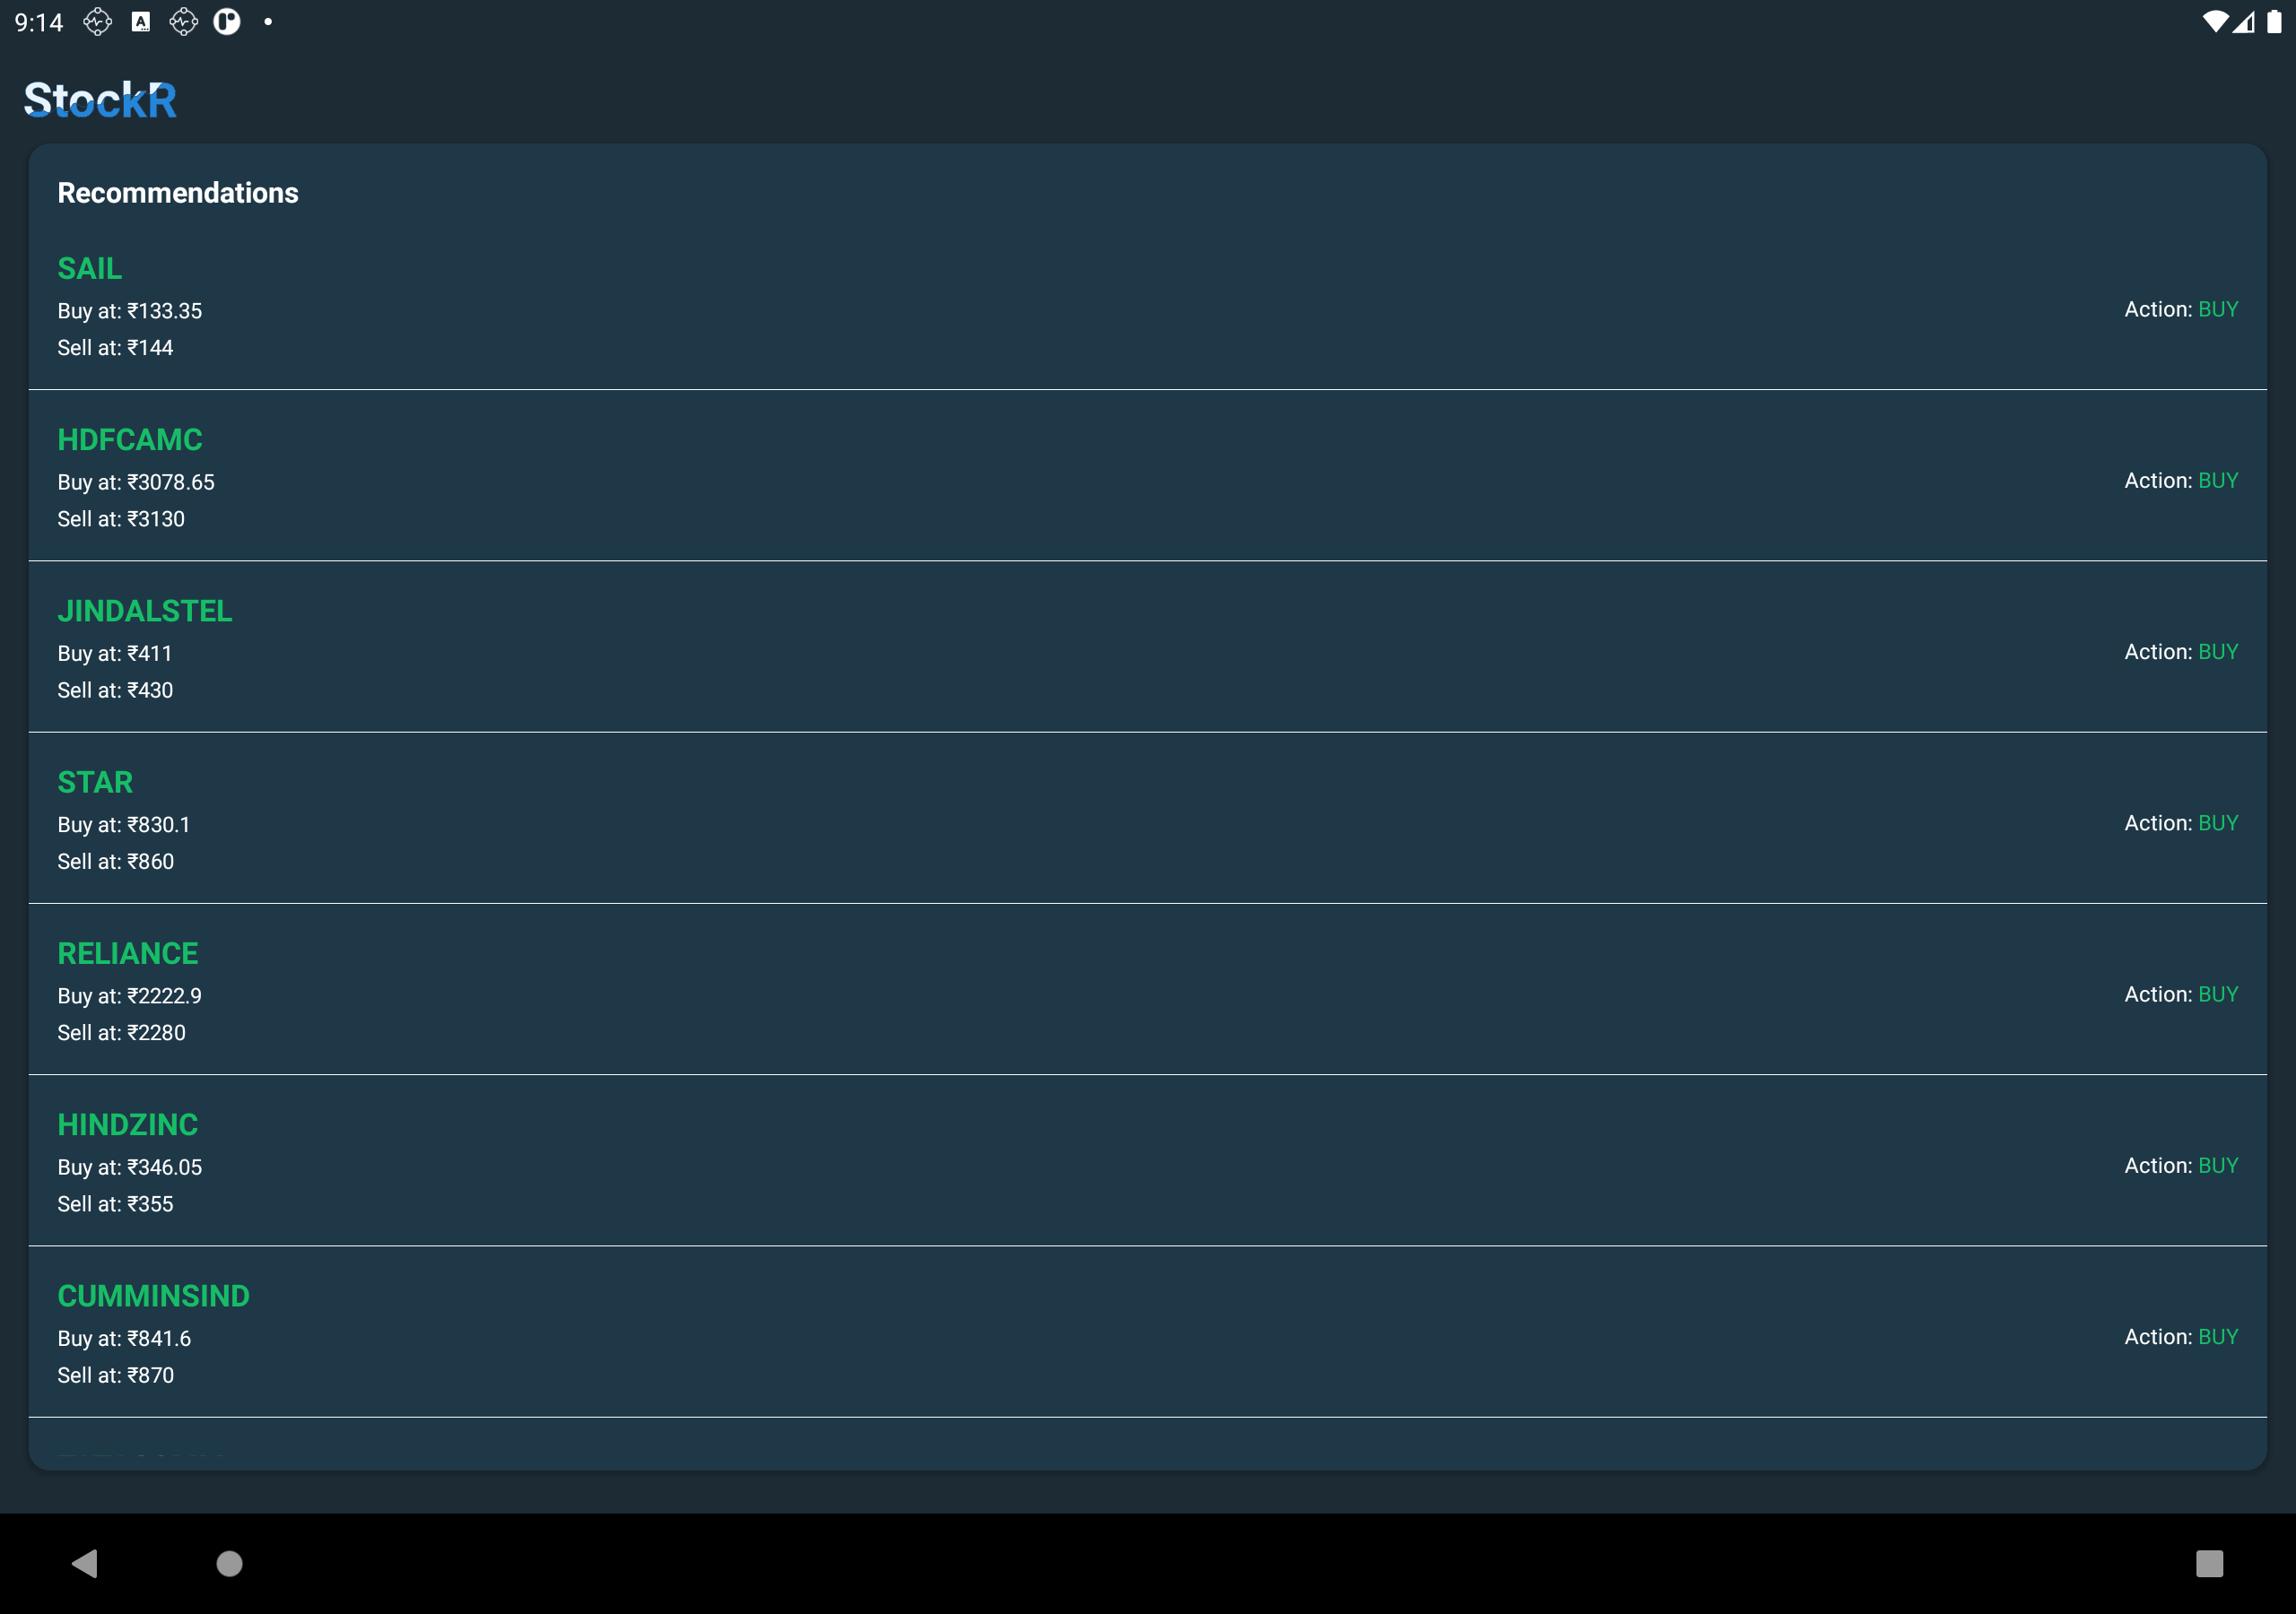 9:14
StockR
Recommendations
SAIL
Buy at: ₹133.35
Sell at: ₹144
Action: BUY
HDFCAMC
Buy at: ₹3078.65
Sell at: ₹3130
Action: BUY
JINDALSTEL
Buy at: ₹411
Sell at: ₹430
Action: BUY
STAR
Buy at: ₹830.1
Sell at: ₹860
Action: BUY
RELIANCE
Buy at: ₹2222.9
Sell at: ₹2280
Action: BUY
HINDZINC
Buy at: ₹346.05
Sell at: ₹355
Action: BUY
CUMMINSIND
Buy at: ₹841.6
Sell at: ₹870
Action: BUY